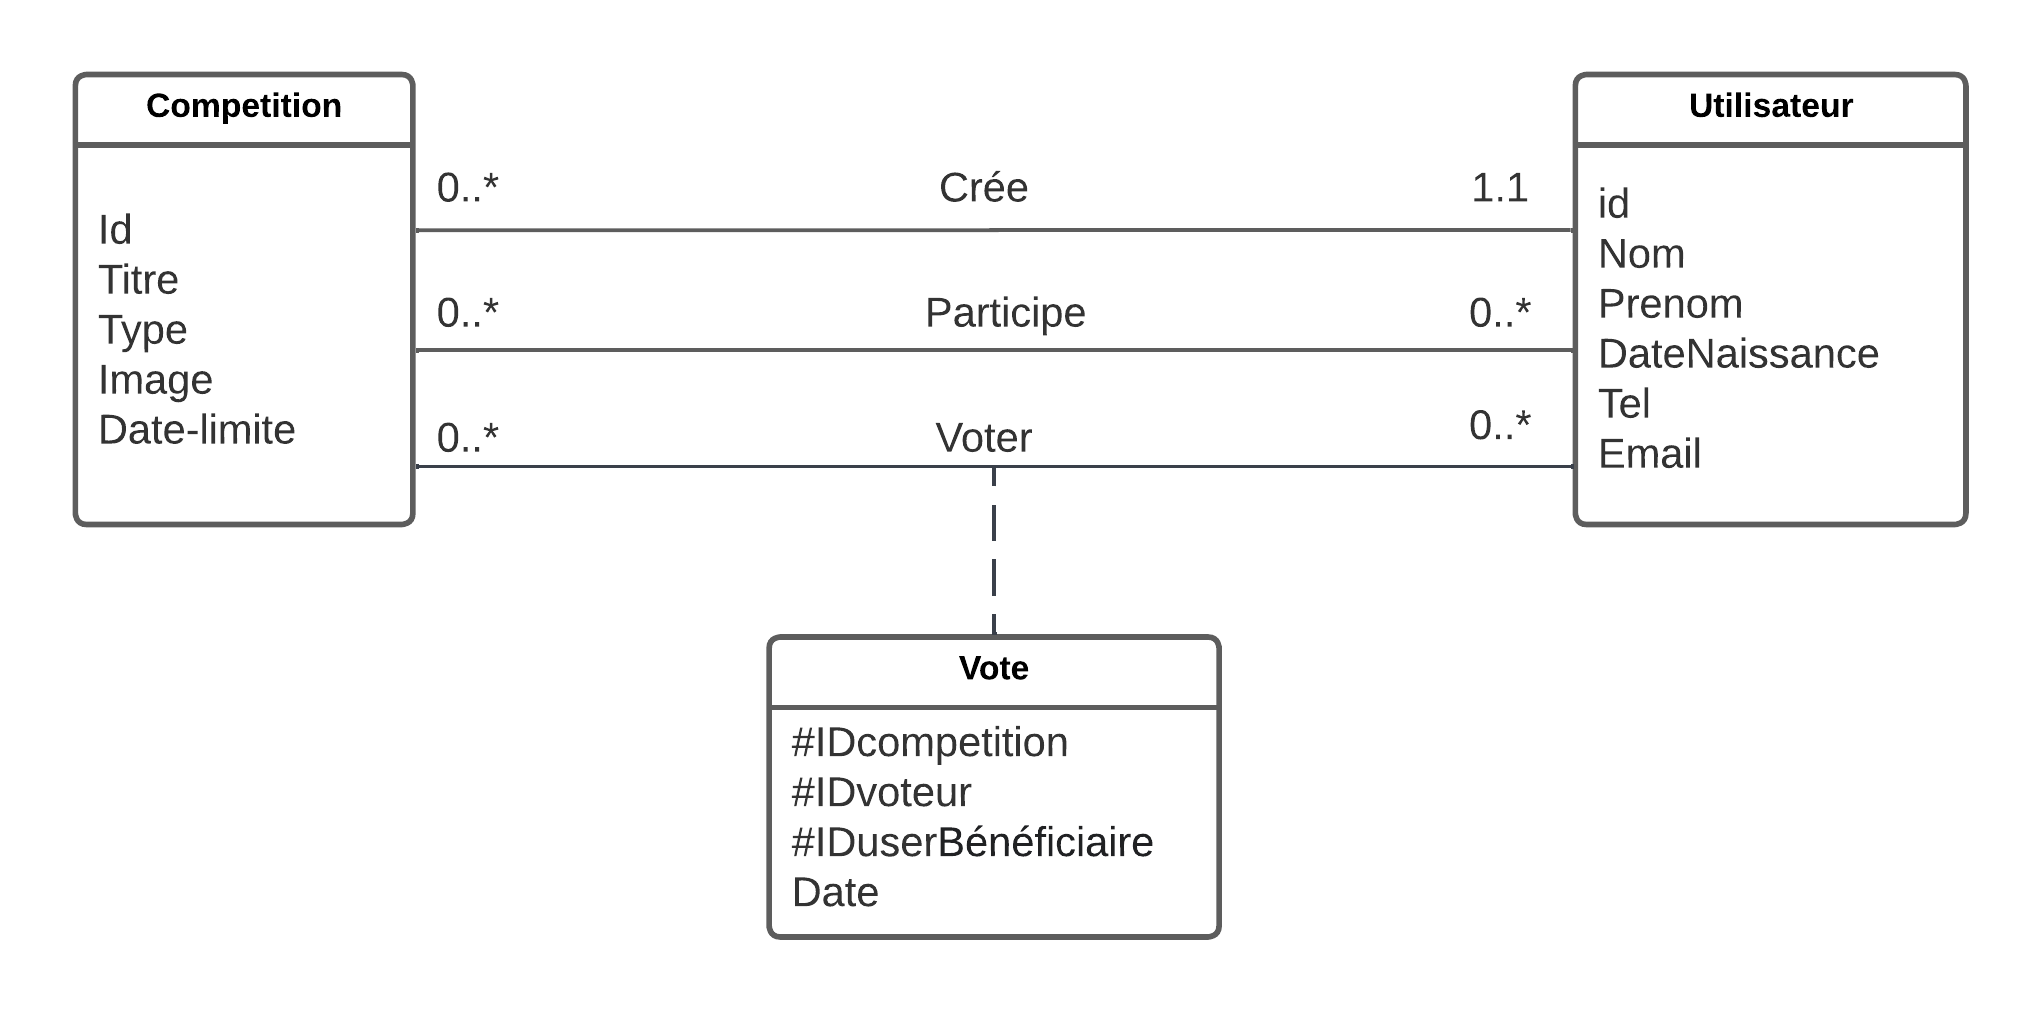 Competition
Id
Titre
Type
Image
Date-limite
0..*
Crée
1.1
0..*
Participe
0..*
0..*
Voter
0..*
Utilisateur
id
Nom
Prenom
DateNaissance
Tel
Email
Vote
#IDcompetition
#IDvoteur
#IDuserBénéficiaire
Date